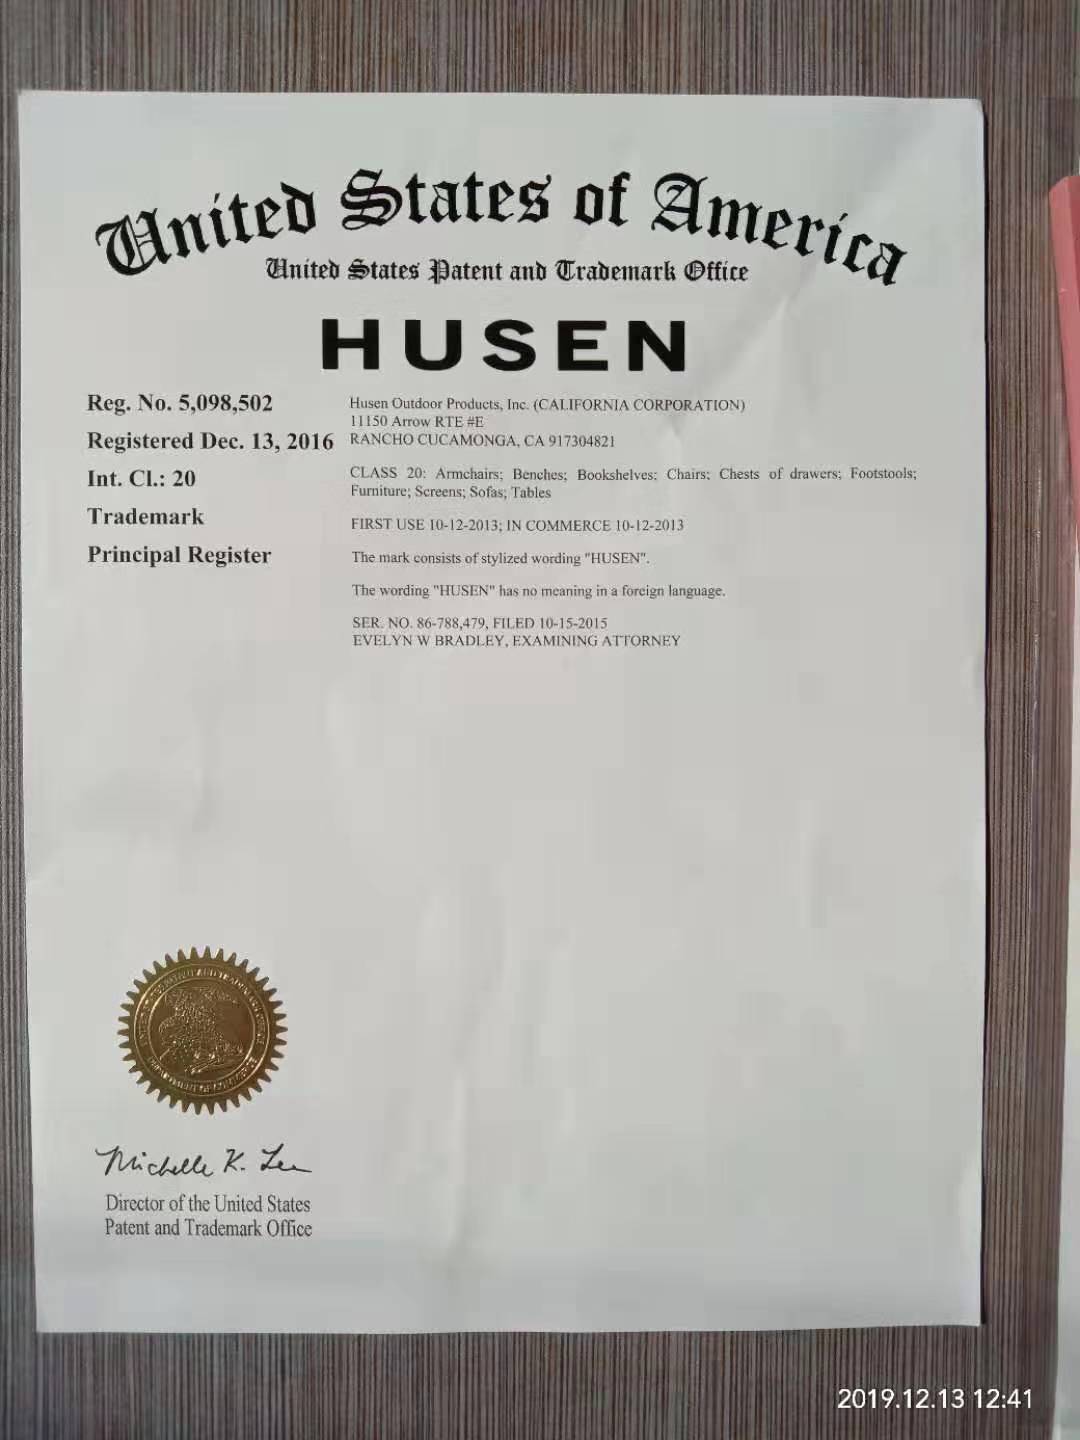 United States of America
United States Patent and Trademark Office
HUSEN
Reg. No. 5,098,502
Registered Dec. 13, 2016
Int. Cl.: 20
Trademark
Principal Register
Husen Outdoor Products, Inc. (CALIFORNIA CORPORATION)
11150 Arrow RTE #E
RANCHO CUCAMONGA, CA 917304821
CLASS 20: Armchairs; Benches; Bookshelves; Chairs; Chests of drawers; Footstools;
Furniture; Screens; Sofas; Tables
FIRST USE 10-12-2013; IN COMMERCE 10-12-2013
The mark consists of stylized wording "HUSEN".
The wording "HUSEN" has no meaning in a foreign language.
SER. NO. 86-788,479, FILED 10-15-2015
EVELYN W BRADLEY, EXAMINING ATTORNEY
Michelle K. Lee
Director of the United States
Patent and Trademark Office
2019.12.13 12:41